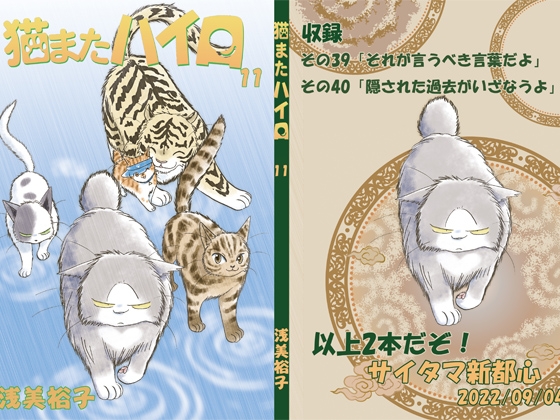 猫またハイロ
11
浅美裕子
猫またハイロ
11
浅美裕子
収録
その39「それが言うべき言葉だよ」
その40「隠された過去がいざなうよ」
以上2本だぞ!
サイタマ新都心
2022/09/0